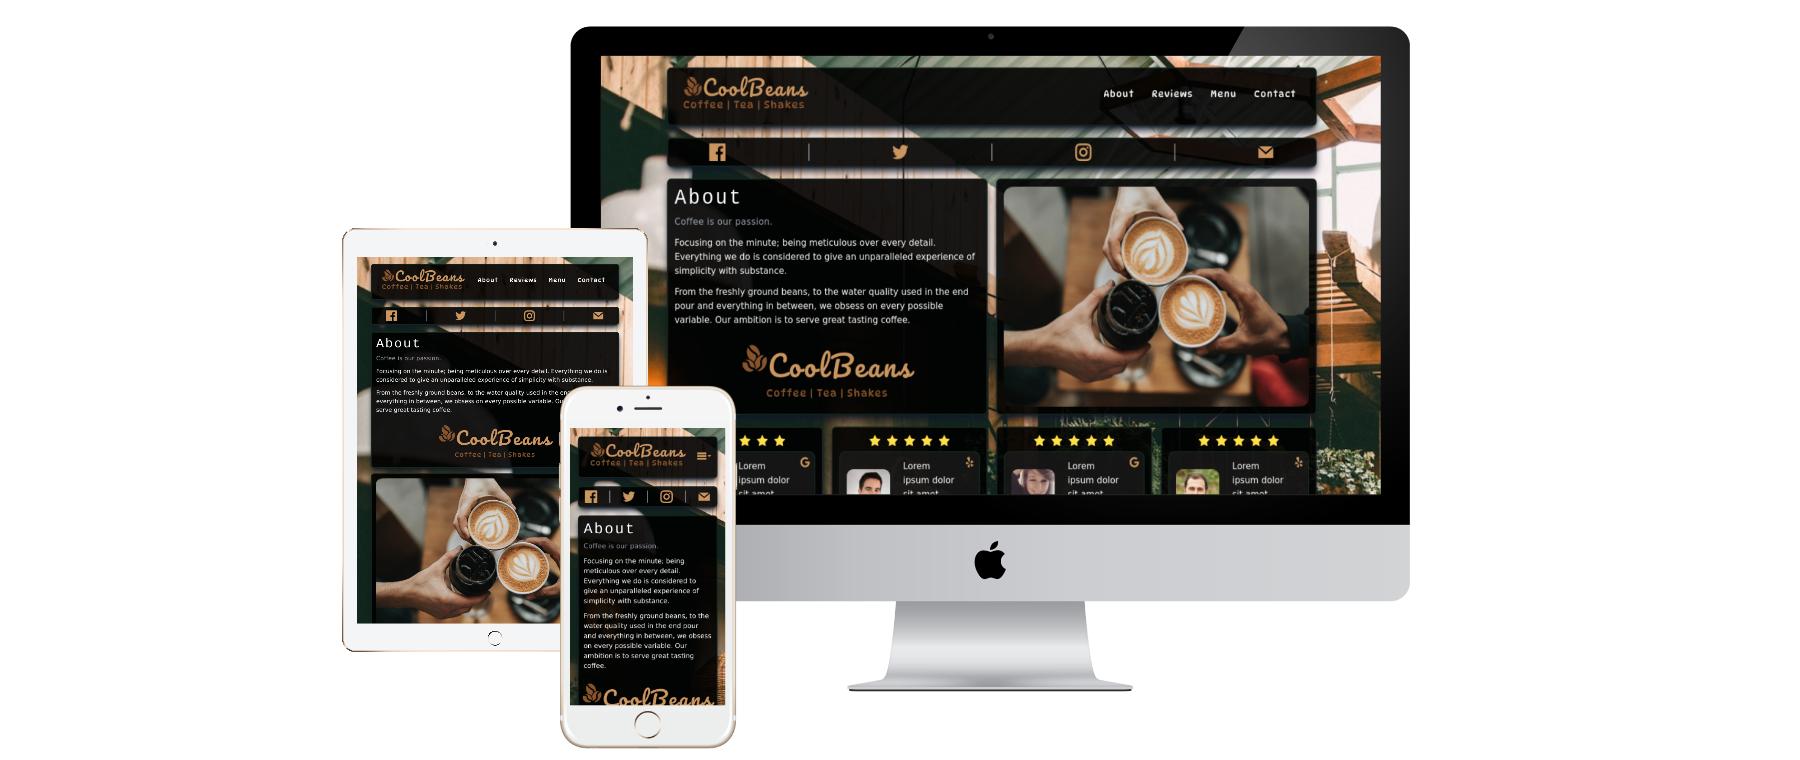 CoolBeans
Coffee | Tea | Shakes
About Reviews Menu Contact
About
Coffee is our passion.
Focusing on the minute; being meticulous over every detail.
Everything we do is considered to give an unparalleled experience of
simplicity with substance.
From the freshly ground beans, to the water quality used in the end
pour and everything in between, we obsess on every possible
variable. Our ambition is to serve great tasting coffee.
CoolBeans
Coffee | Tea | Shakes
Lorem
ipsum dolor
sit amet
G
Lorem
ipsum dolor
sit amet
Lorem
ipsum dolor
sit amet
G
Lorem
ipsum dolor
sit amet
CoolBeans
Coffee | Tea | Shakes
About Reviews Menu Contact
About
Coffee is our passion.
Focusing on the minute; being meticulous over every detail. Everything we do is
considered to give an unparalleled experience of simplicity with substance.
From the freshly ground beans, to the water quality used in the en
everything in between, we obsess on every possible variable. Ou
serve great tasting coffee.
CoolBeans
Coffee | Tea | Shakes
CoolBeans
Coffee | Tea | Shakes
About
Coffee is our passion.
Focusing on the minute; being
meticulous over every detail.
Everything we do is considered to
give an unparalleled experience of
simplicity with substance.
From the freshly ground beans, to the
water quality used in the end pour
and everything in between, we obsess
on every possible variable. Our
ambition is to serve great tasting
coffee.
CoolBeans